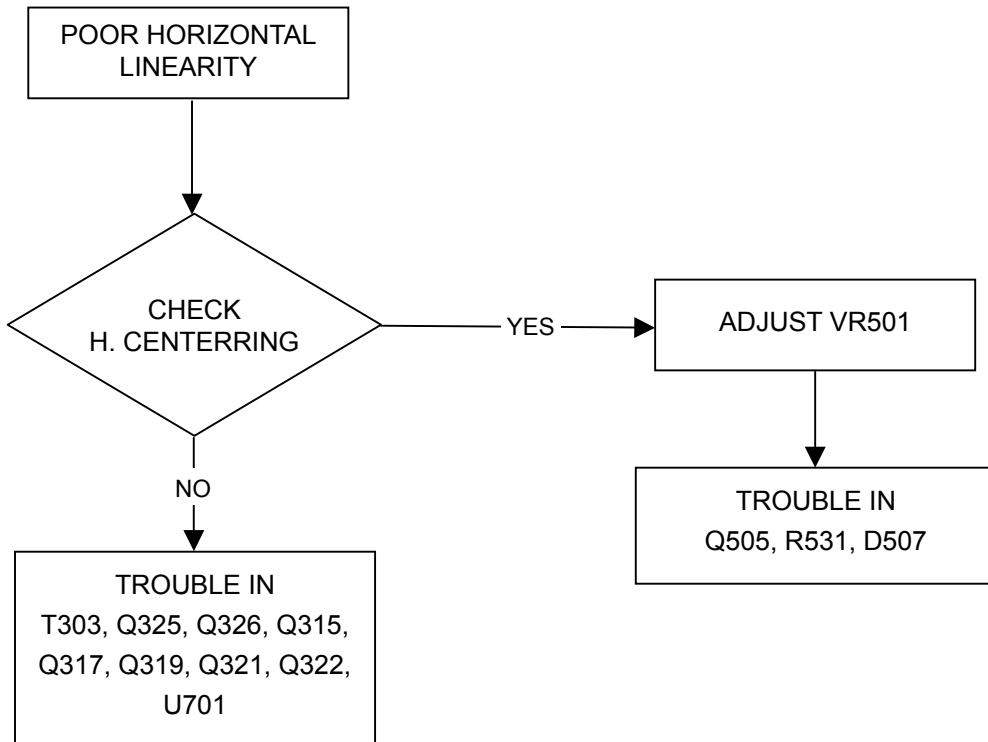 POOR HORIZONTAL
LINEARITY
CHECK
H. CENTERRING
YES
ADJUST VR501
NO
TROUBLE IN
Q505, R531, D507
TROUBLE IN
T303, Q325, Q326, Q315,
Q317, Q319, Q321, Q322,
U701